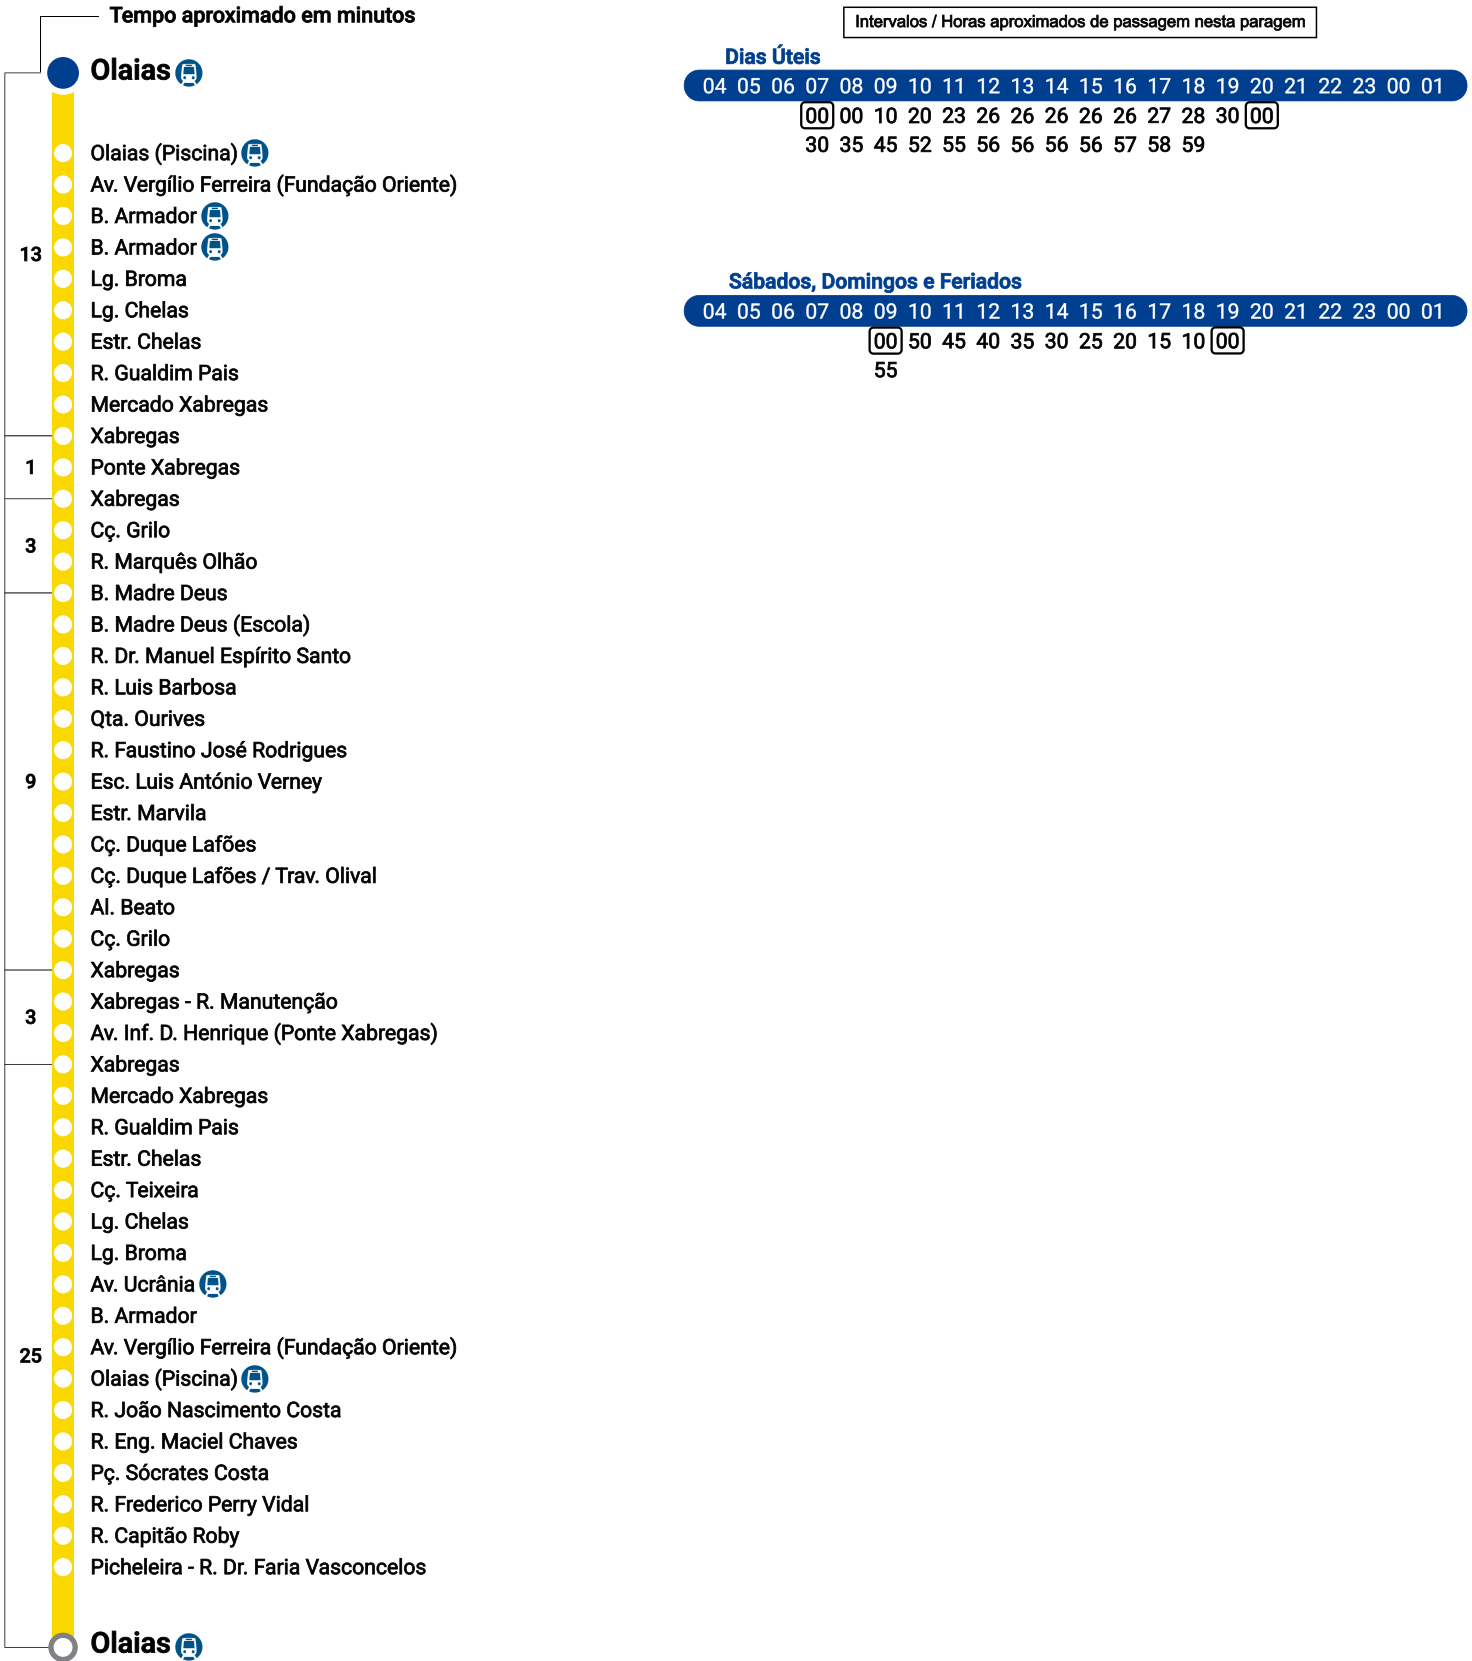 Tempo aproximado em minutos
Olaias
Olaias (Piscina)
Av. Vergílio Ferreira (Fundação Oriente)
B. Armador
B. Armador
13
Lg. Broma
Lg. Chelas
Estr. Chelas
R. Gualdim Pais
Mercado Xabregas
Xabregas
1
Ponte Xabregas
Xabregas
Cç. Grilo
3
R. Marquês Olhão
B. Madre Deus
B. Madre Deus (Escola)
R. Dr. Manuel Espírito Santo
R. Luis Barbosa
Qta. Ourives
R. Faustino José Rodrigues
9
Esc. Luis António Verney
Estr. Marvila
Cç. Duque Lafões
Cç. Duque Lafões / Trav. Olival
Al. Beato
Cç. Grilo
Xabregas
Xabregas - R. Manutenção
3
Av. Inf. D. Henrique (Ponte Xabregas)
Xabregas
Mercado Xabregas
R. Gualdim Pais
Estr. Chelas
Cç. Teixeira
Lg. Chelas
Lg. Broma
Av. Ucrânia
B. Armador
Av. Vergílio Ferreira (Fundação Oriente)
25
Olaias (Piscina)
R. João Nascimento Costa
R. Eng. Maciel Chaves
Pç. Sócrates Costa
R. Frederico Perry Vidal
R. Capitão Roby
Picheleira - R. Dr. Faria Vasconcelos
Olaias
Intervalos / Horas aproximados de passagem nesta paragem
Dias Úteis
04 05 06 07 08 09 10 11 12 13 14 15 16 17 18 19 20 21 22 23 00 01
00 00 10 20 23 26 26 26 26 26 27 28 30 00
30 35 45 52 55 56 56 56 56 57 58 59
Sábados, Domingos e Feriados
04 05 06 07 08 09 10 11 12 13 14 15 16 17 18 19 20 21 22 23 00 01
00 50 45 40 35 30 25 20 15 10 00
55